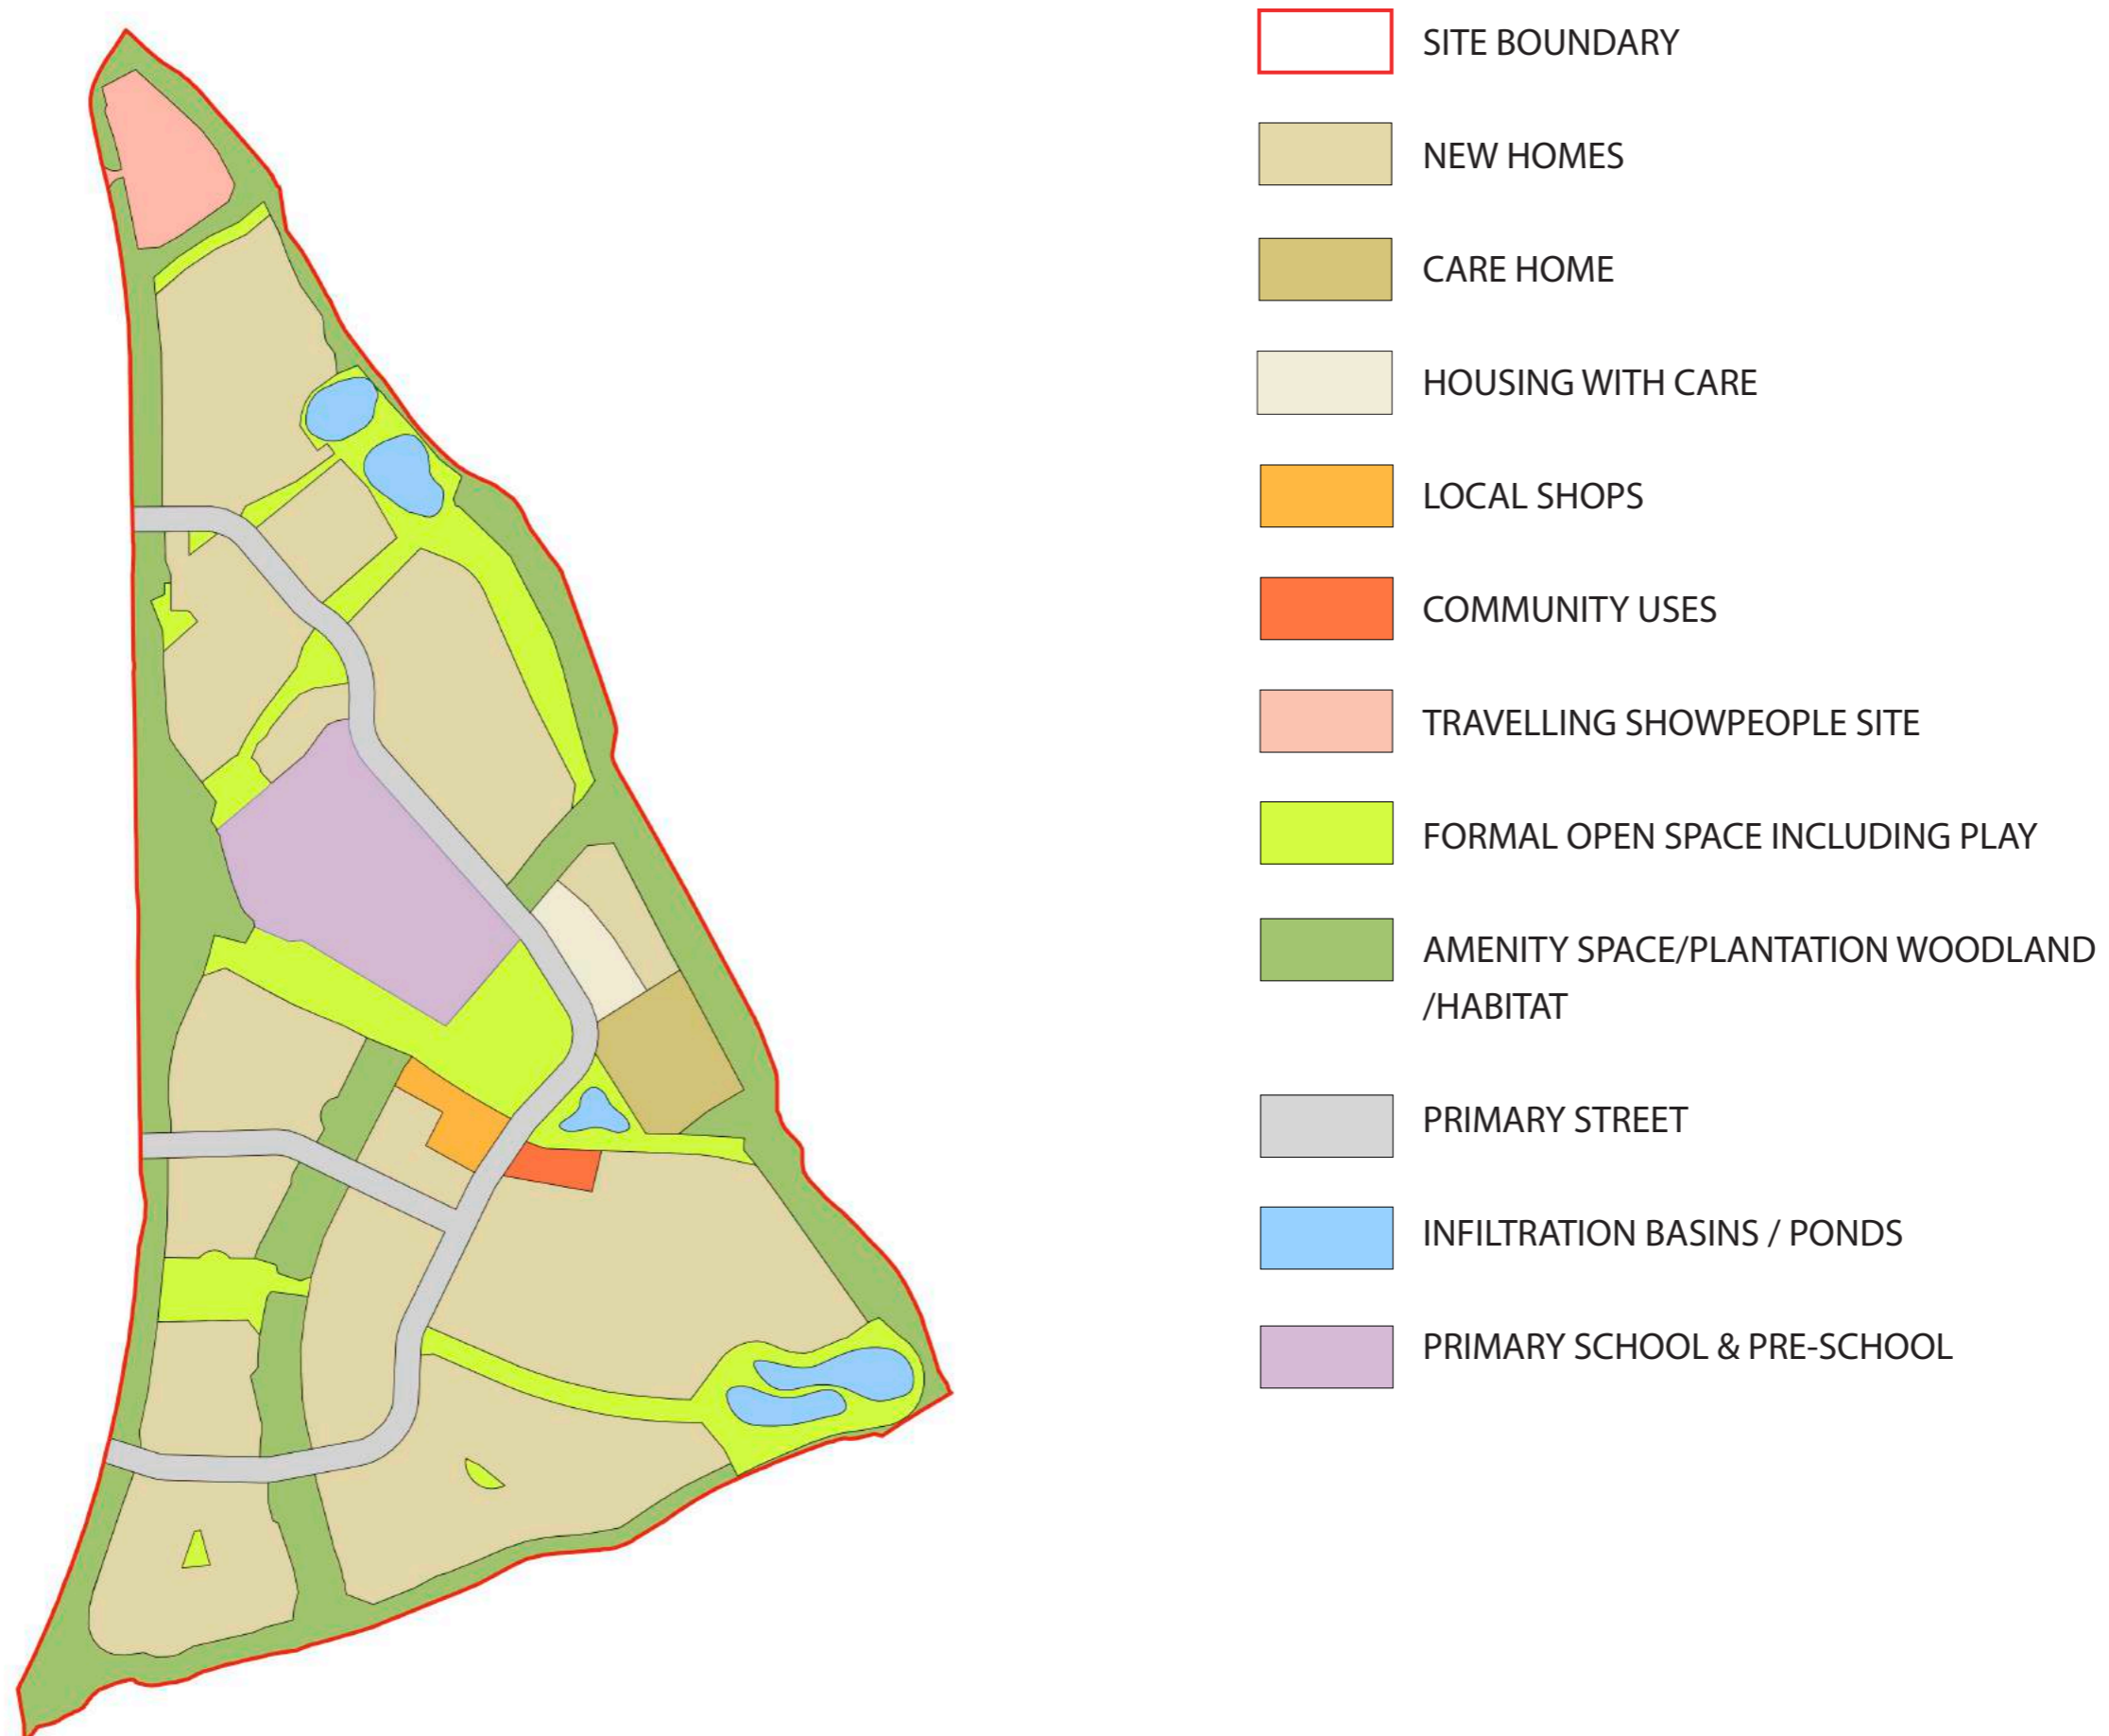 SITE BOUNDARY
NEW HOMES
CARE HOME
HOUSING WITH CARE
LOCAL SHOPS
COMMUNITY USES
TRAVELLING SHOWPEOPLE SITE
FORMAL OPEN SPACE INCLUDING PLAY
AMENITY SPACE/PLANTATION WOODLAND
/HABITAT
PRIMARY STREET
INFILTRATION BASINS / PONDS
PRIMARY SCHOOL & PRE-SCHOOL